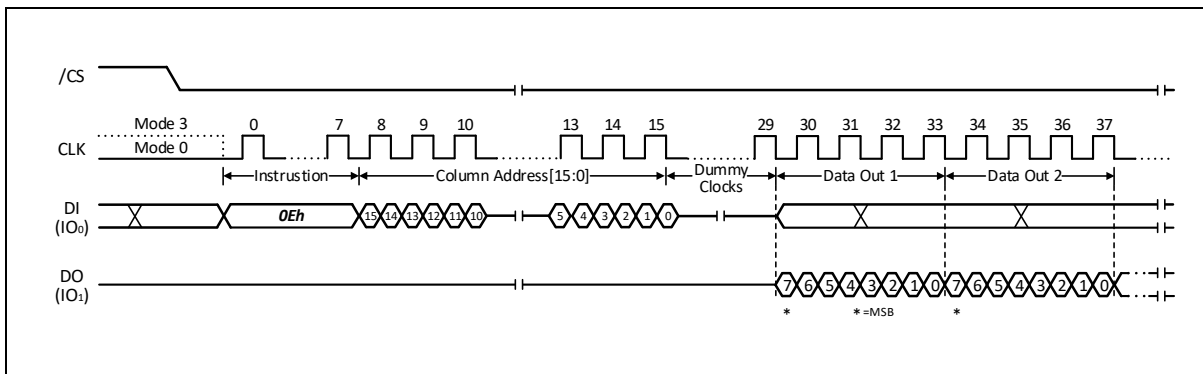 /CS
Mode 3 0 7 8 9 10 13 14 15 29 30 31 32 33 34 35 36 37
CLK Mode 0
Instrustion Column Address[15:0] Dummy Clocks Data Out 1 Data Out 2
DI (IO0) 0Eh 15 14 13 12 11 10 5 4 3 2 1 0
DO (IO1) 7 6 5 4 3 2 1 0 7 6 5 4 3 2 1 0
* * =MSB *